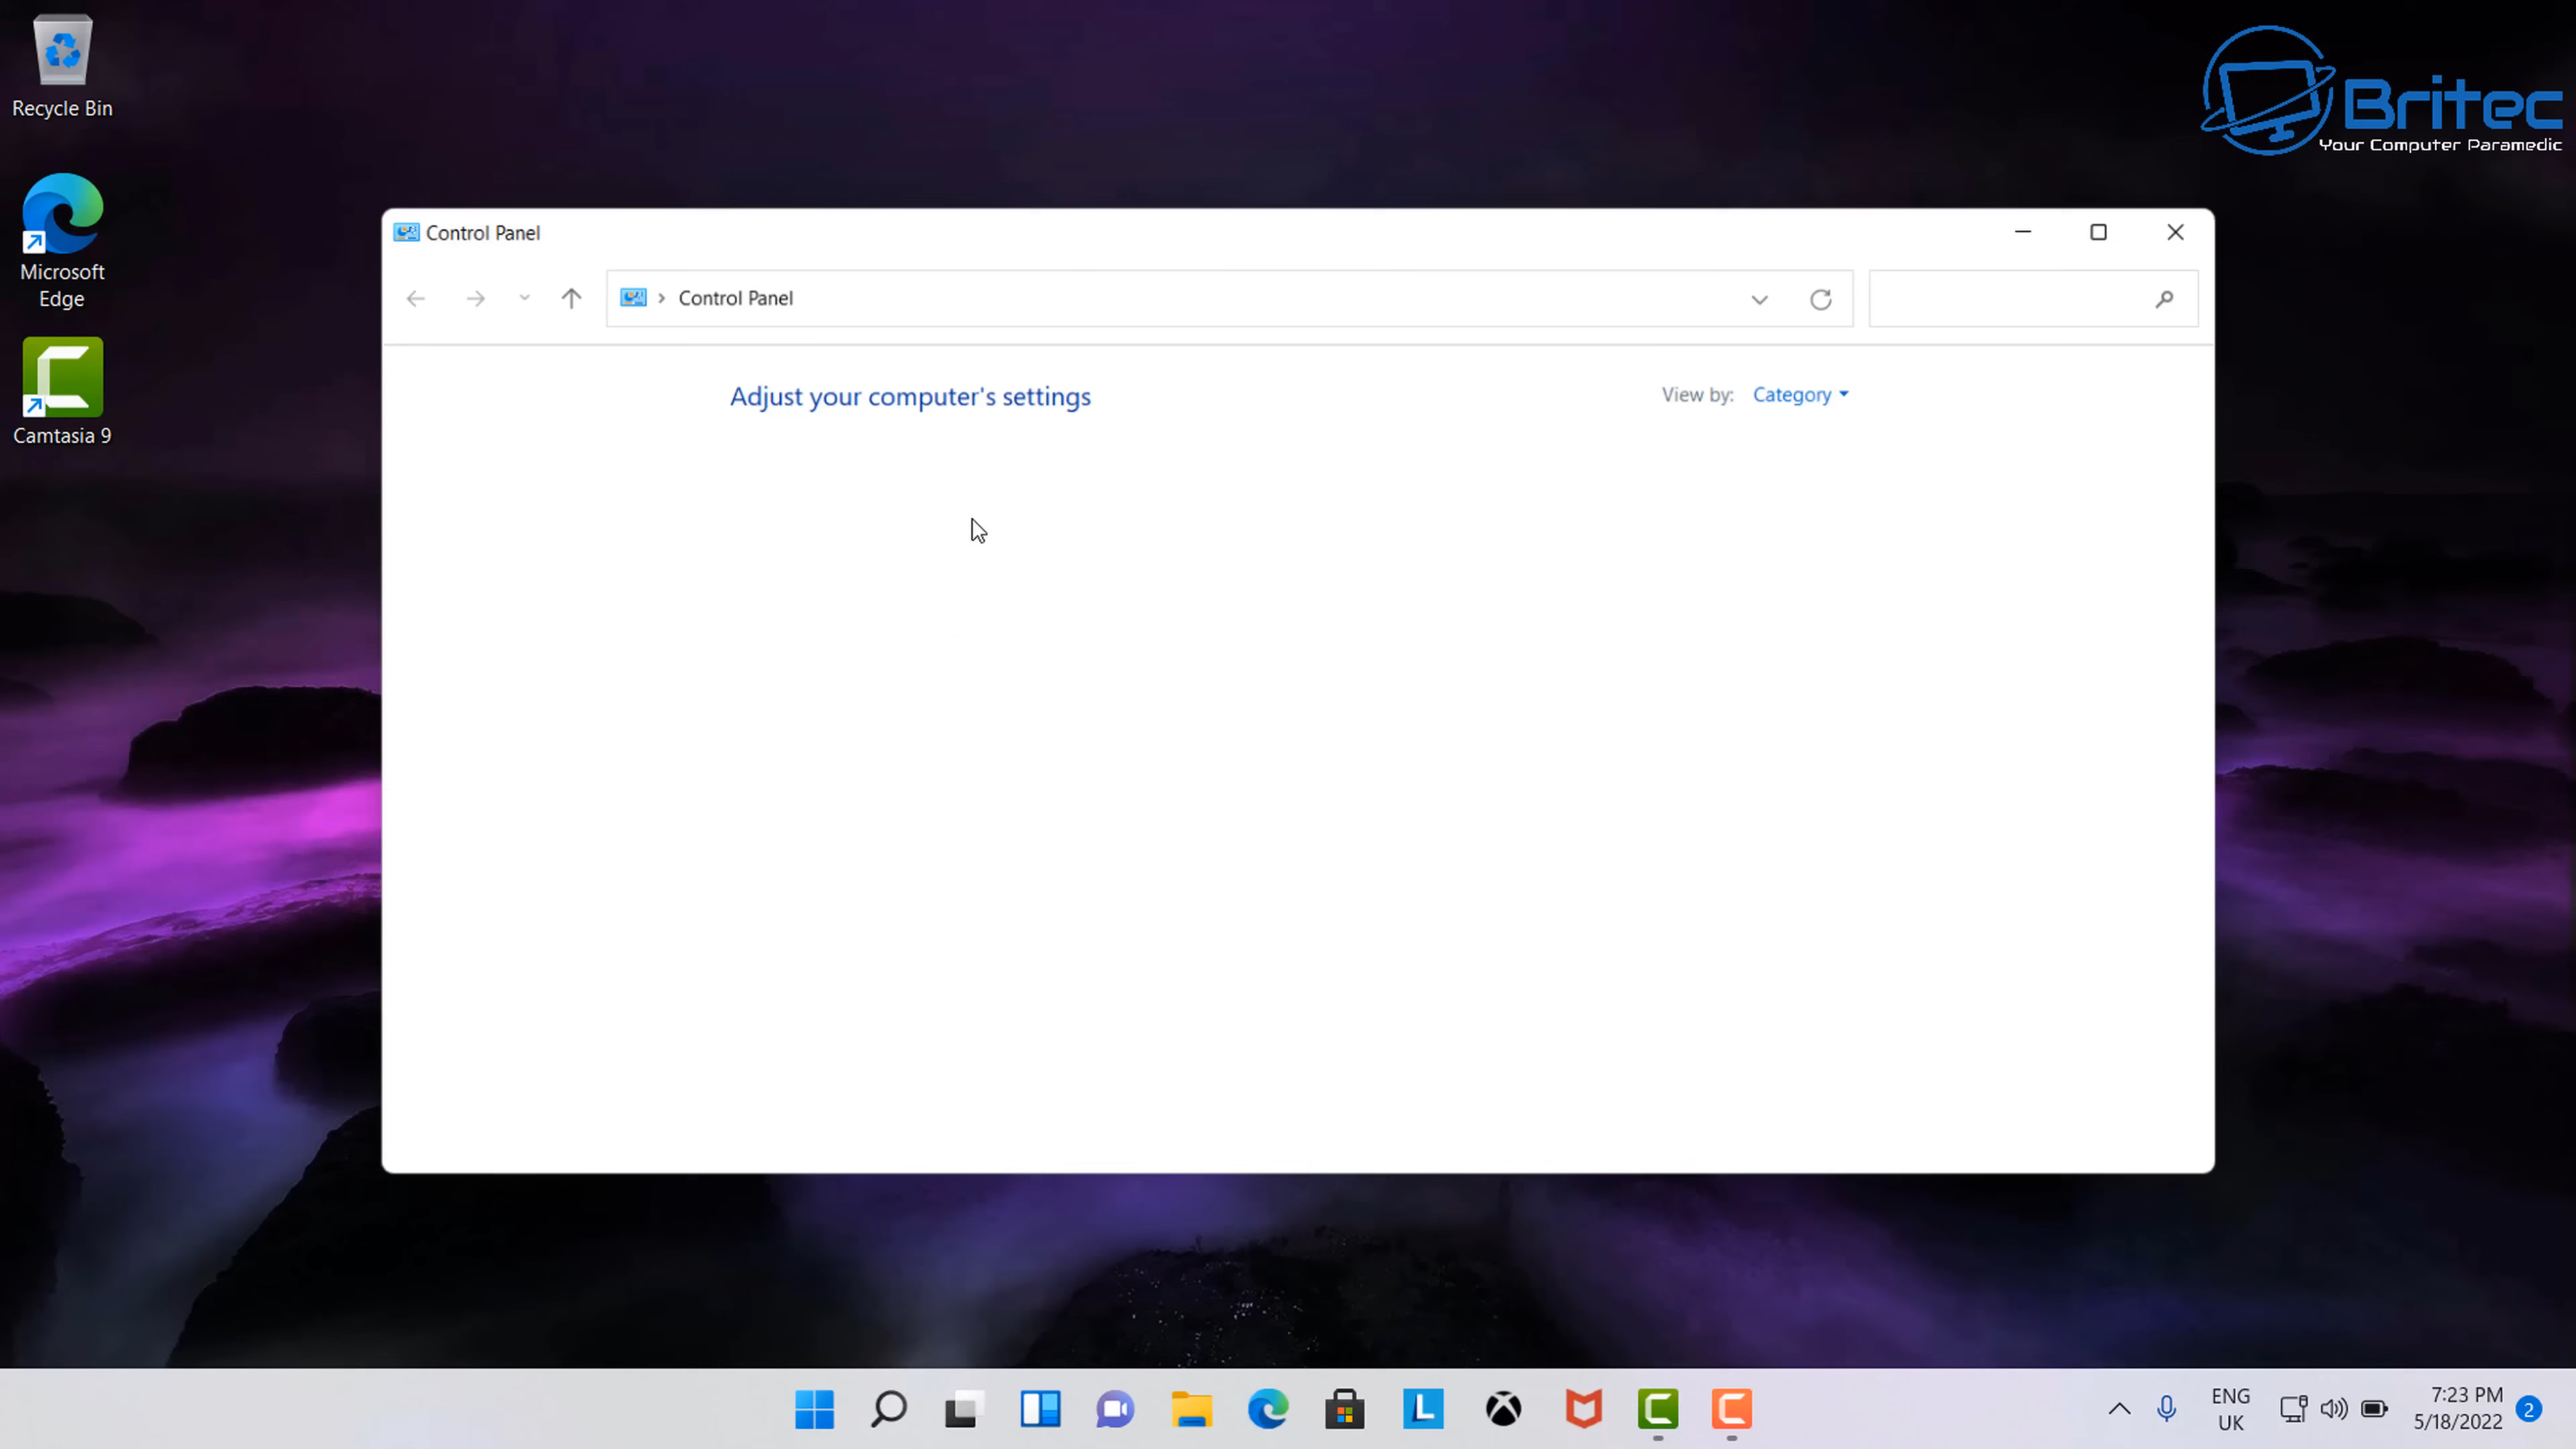 Recycle Bin
Microsoft
Edge
Camtasia 9
Britec
Your Computer Paramedic
Control Panel
Control Panel
Adjust your computer's settings
View by: Category
ENG
UK
7:23 PM
5/18/2022
2